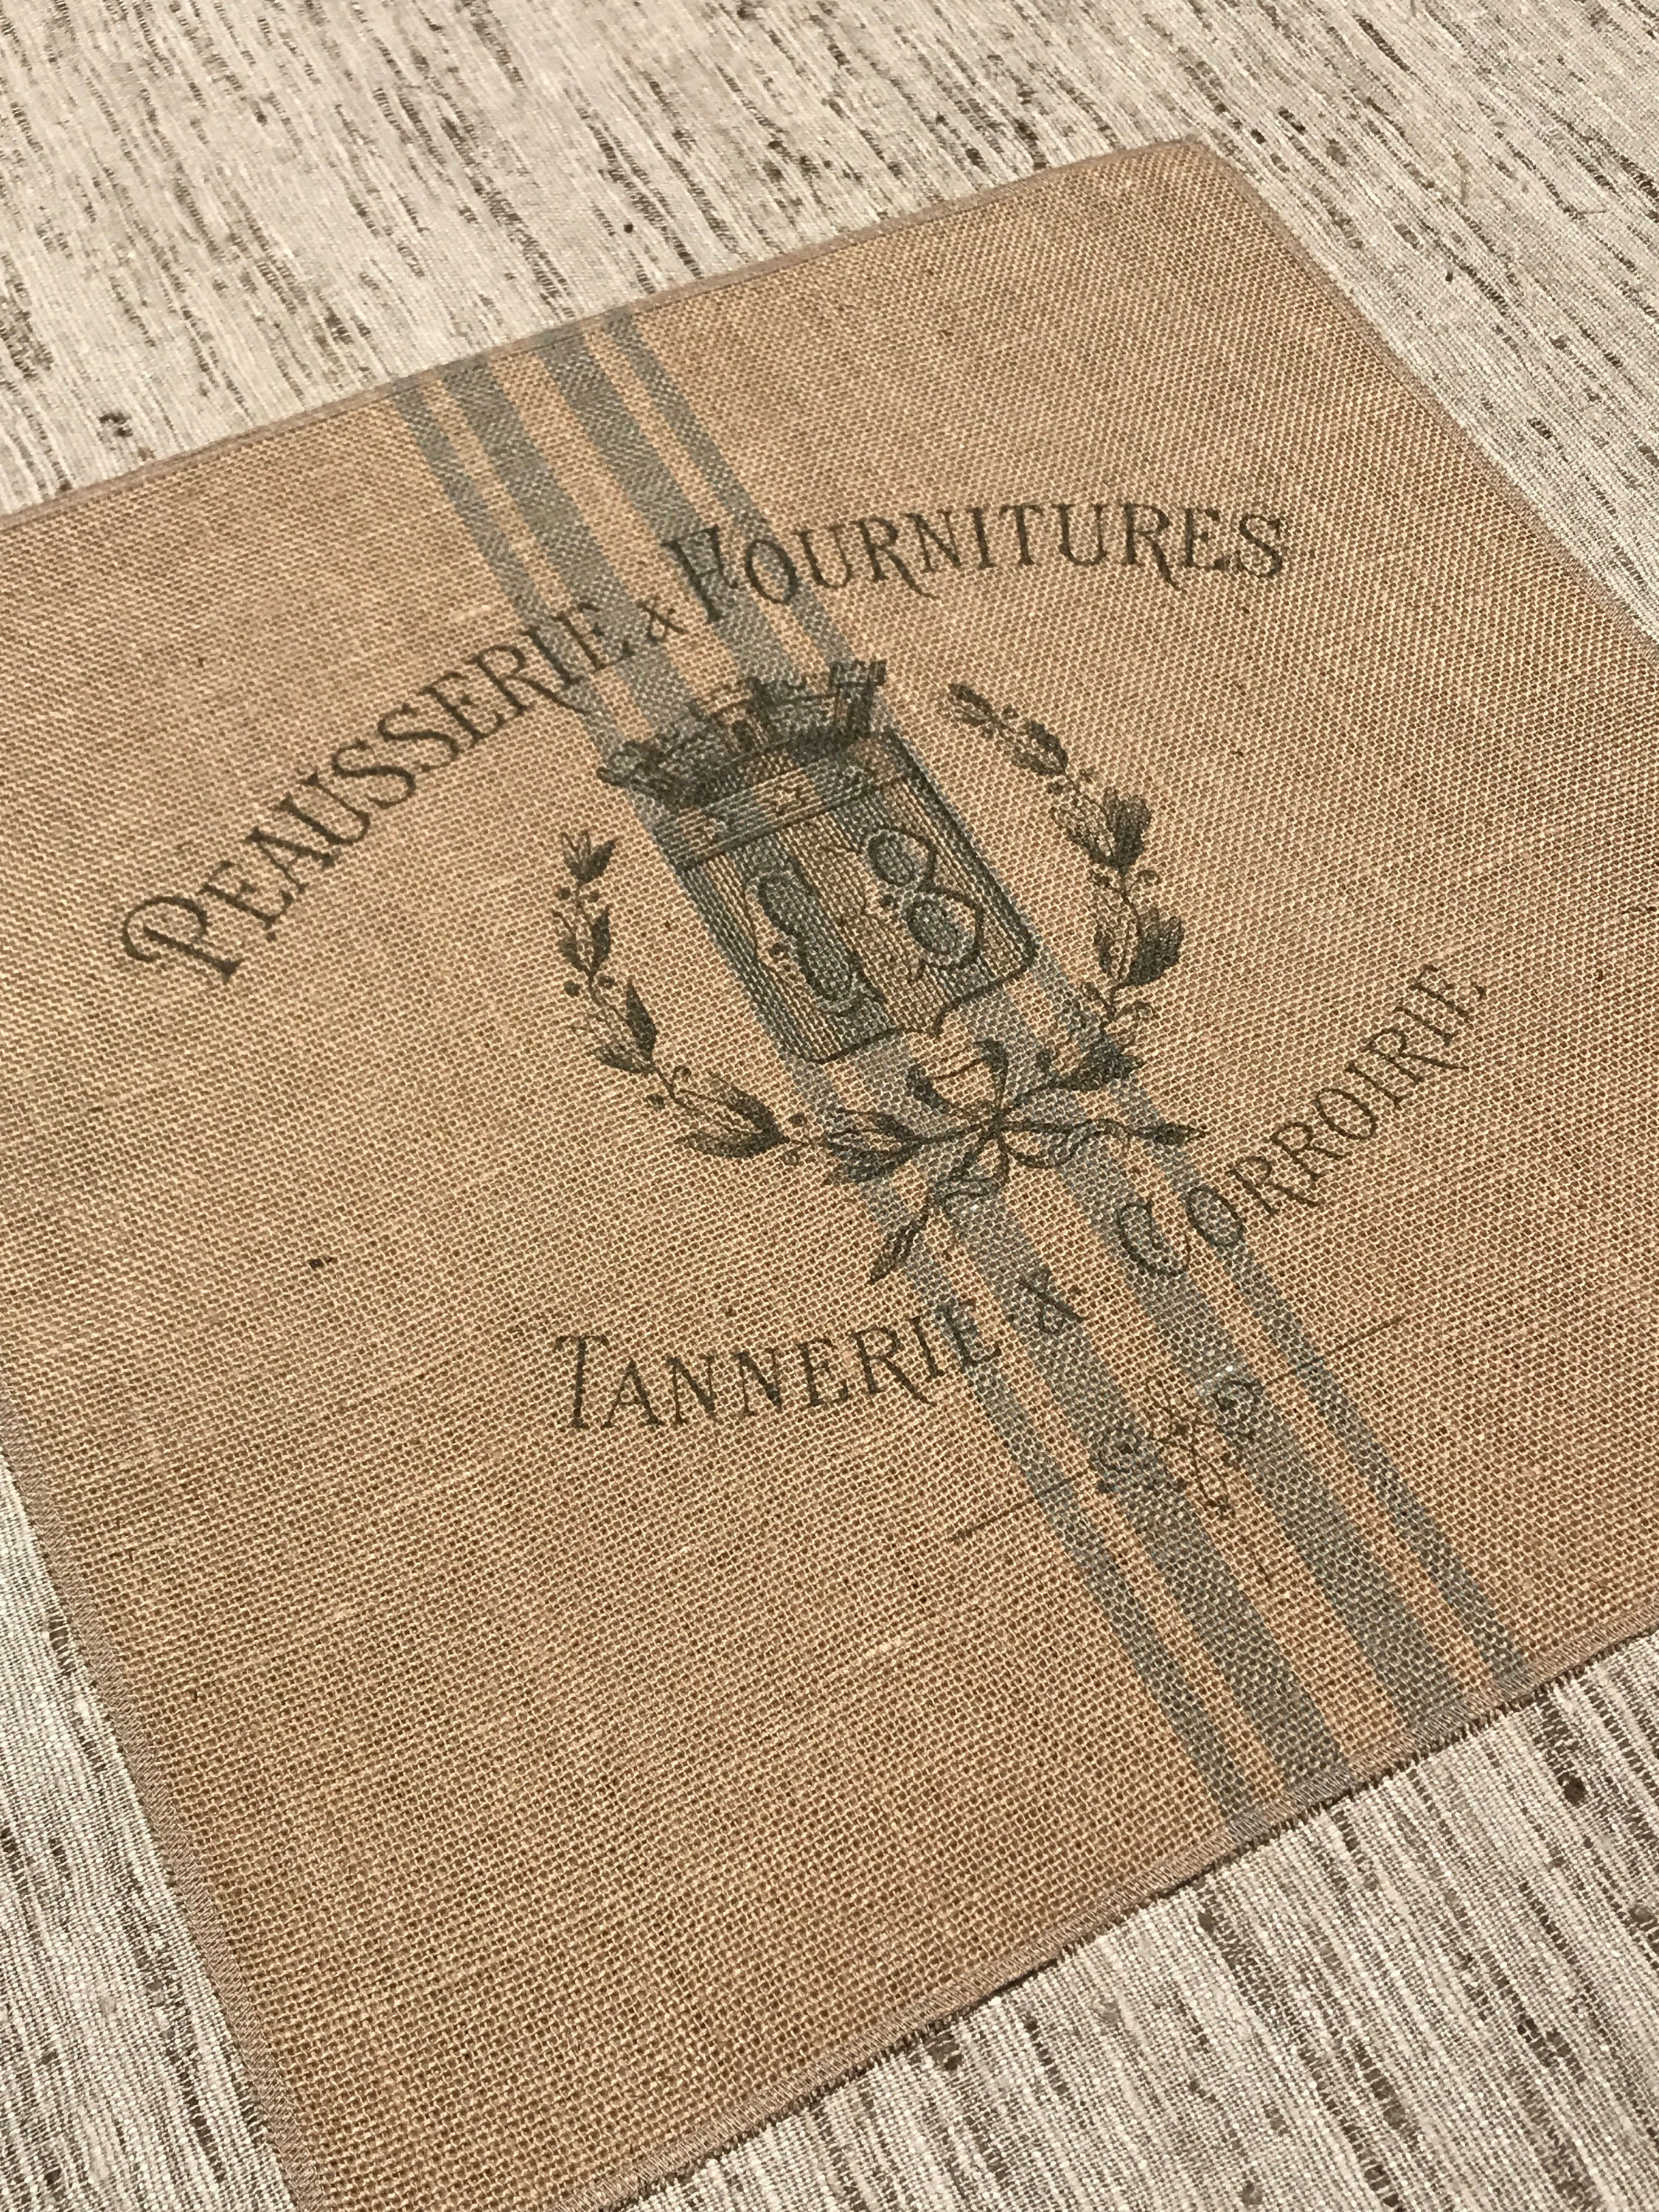 PEAUSSERIE & FOURNITURES
TANNERIE & CORROIRIE